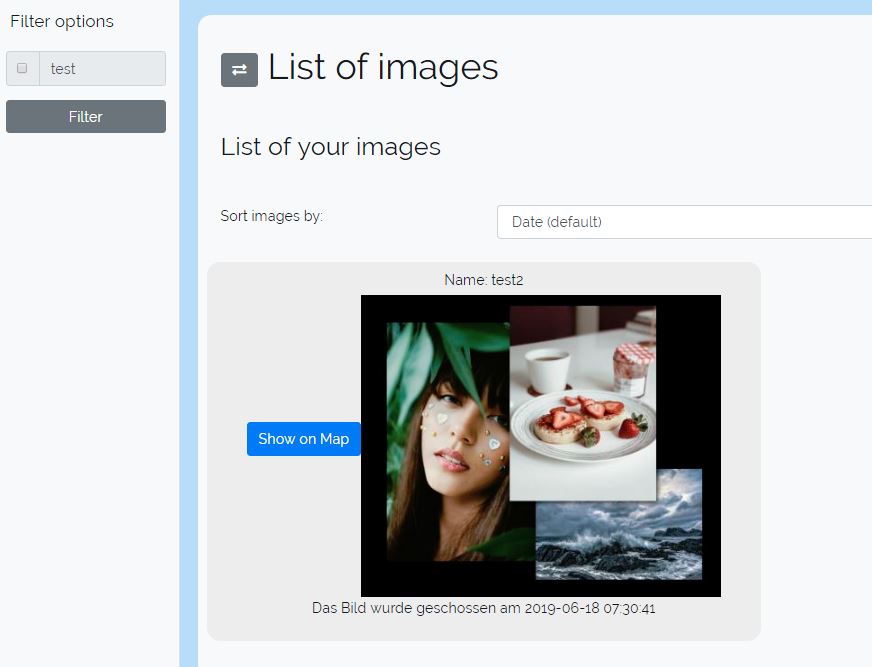 Filter options
test
Filter
List of images
List of your images
Sort images by:
Date (default)
Name: test2
Show on Map
Das Bild wurde geschossen am 2019-06-18 07:30:41